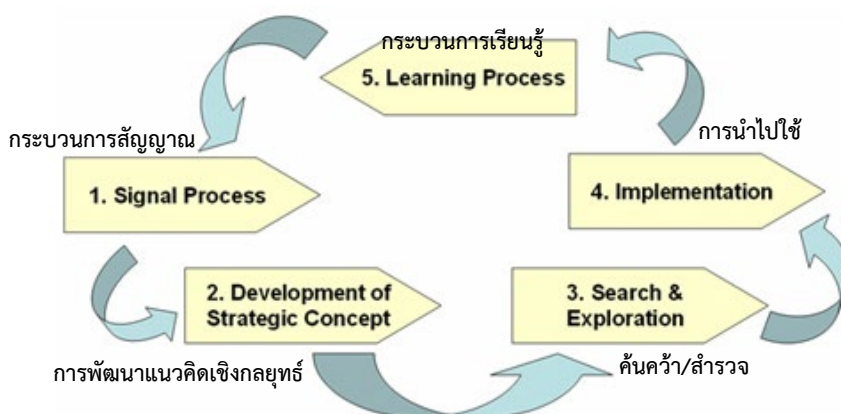 กระบวนการเรียนรู้
5. Learning Process
กระบวนการสัญญาณ
การนำไปใช้
1. Signal Process
4. Implementation
2. Development of
Strategic Concept
3. Search &
Exploration
การพัฒนาแนวคิดเชิงกลยุทธ์
ค้นคว้า/สำรวจ